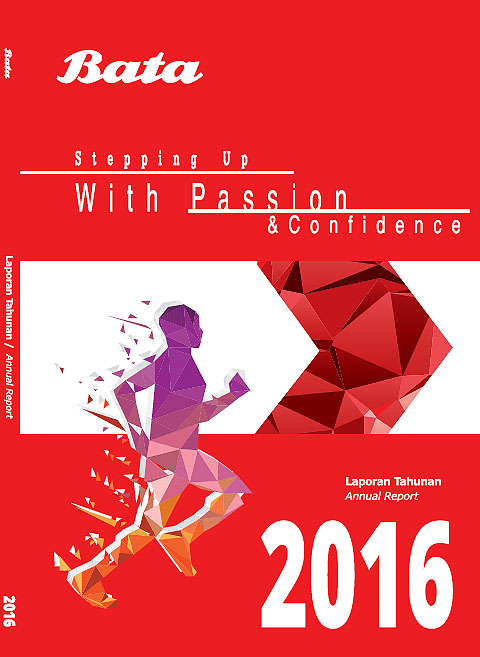 Bata
Bata
Stepping Up
With Passion
&Confidence
Laporan Tahunan / Annual Report
Laporan Tahunan
Annual Report
2016
2016